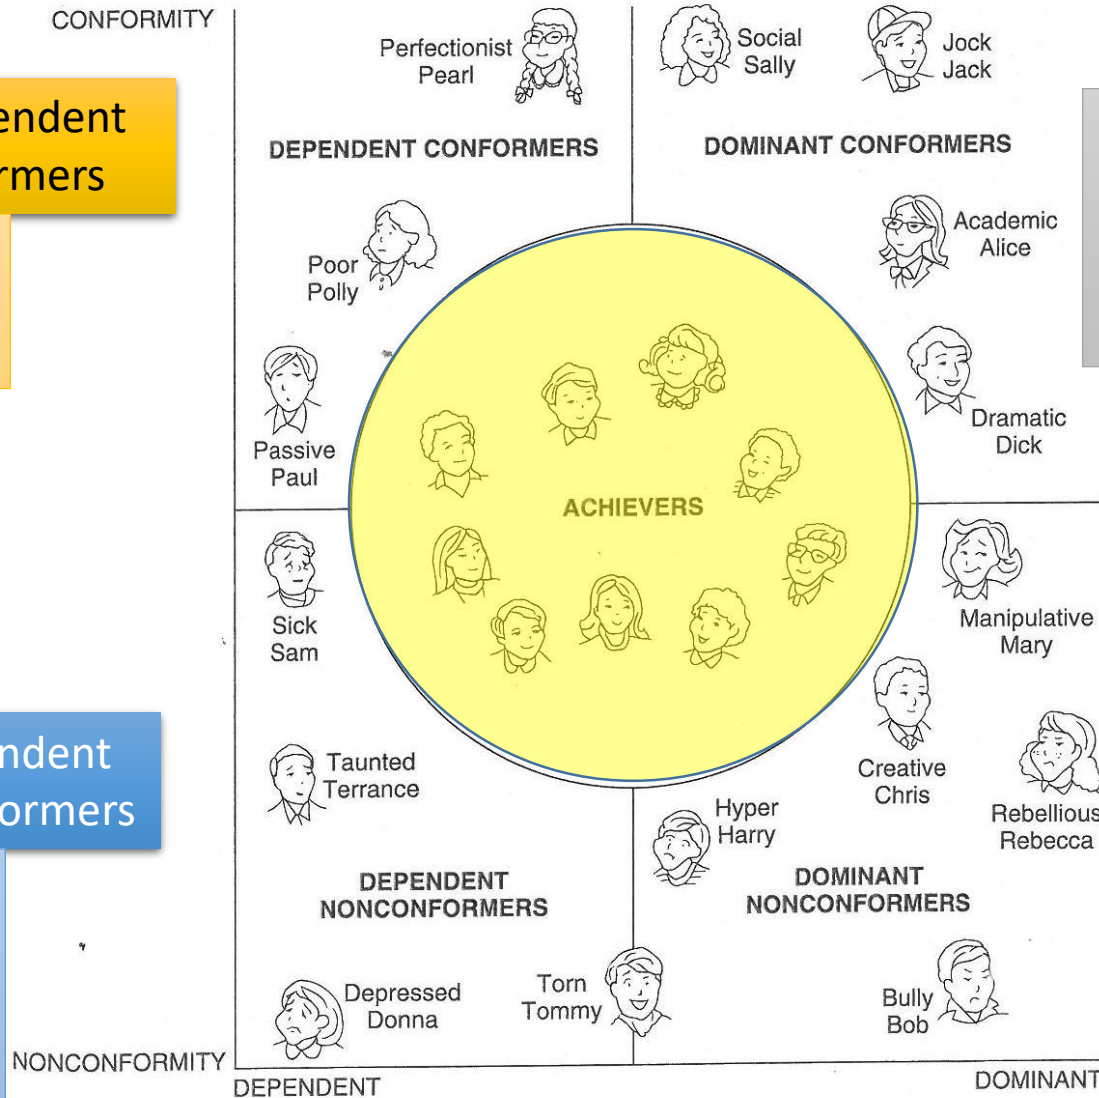 CONFORMITY
Perfectionist
Pearl
Social
Sally
Jock
Jack
DEPENDENT CONFORMERS
DOMINANT CONFORMERS
endent
rmers
Poor
Polly
Academic
Alice
Passive
Paul
Dramatic
Dick
ACHIEVERS
Sick
Sam
Manipulative
Mary
ndent
ormers
Taunted
Terrance
Creative
Chris
Hyper
Harry
Rebellious
Rebecca
DEPENDENT
NONCONFORMERS
DOMINANT
NONCONFORMERS
Depressed
Donna
Torn
Tommy
Bully
Bob
NONCONFORMITY
DEPENDENT
DOMINANT